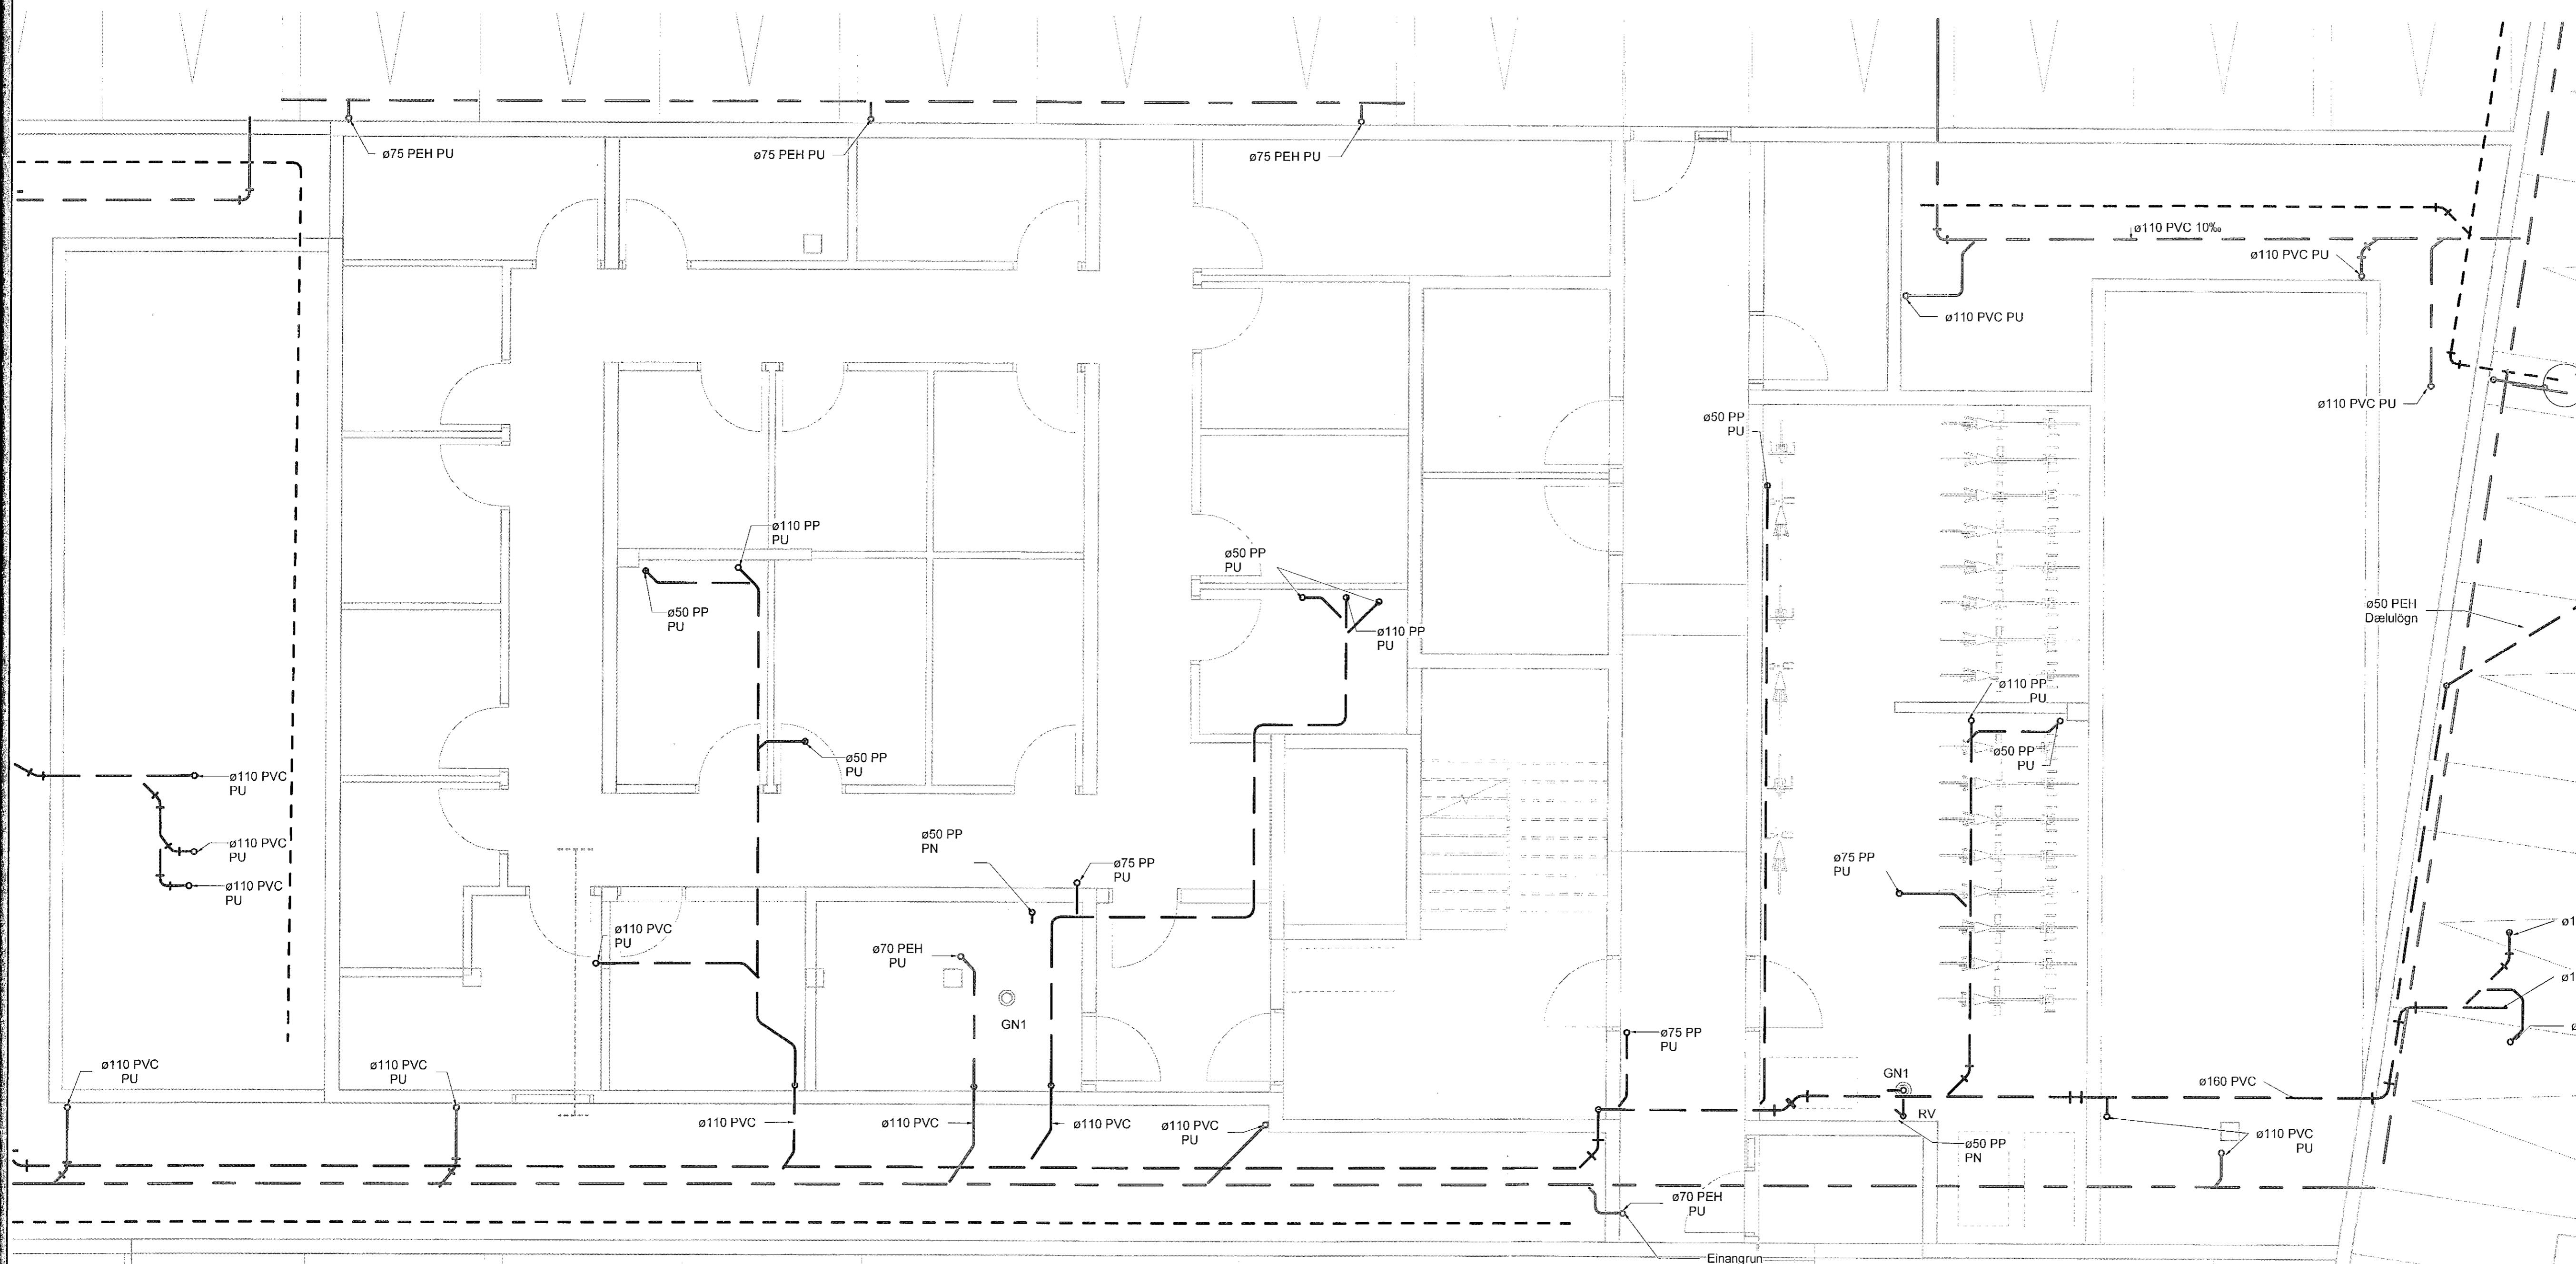 ø75 PEH PU
ø75 PEH PU
ø75 PEH PU
ø110 PVC 10‰
ø110 PVC PU
ø110 PVC PU
ø110 PVC PU
ø50 PP
PU
ø110 PP
PU
ø50 PP
PU
ø50 PP
PU
ø110 PP
PU
ø50 PEH
Dælulögn
ø110 PP
PU
ø50 PP
PU
ø50 PP
PU
ø110 PVC
PU
ø110 PVC
PU
ø110 PVC
PU
ø50 PP
PN
ø75 PP
PU
ø75 PP
PU
ø110 PVC
PU
ø70 PEH
PU
GN1
ø75 PP
PU
ø110 PVC
PU
ø110 PVC
PU
GN1
ø160 PVC
RV
ø110 PVC
ø110 PVC
ø110 PVC
ø110 PVC
PU
ø50 PP
PN
ø110 PVC
PU
ø70 PEH
PU
Einangrun